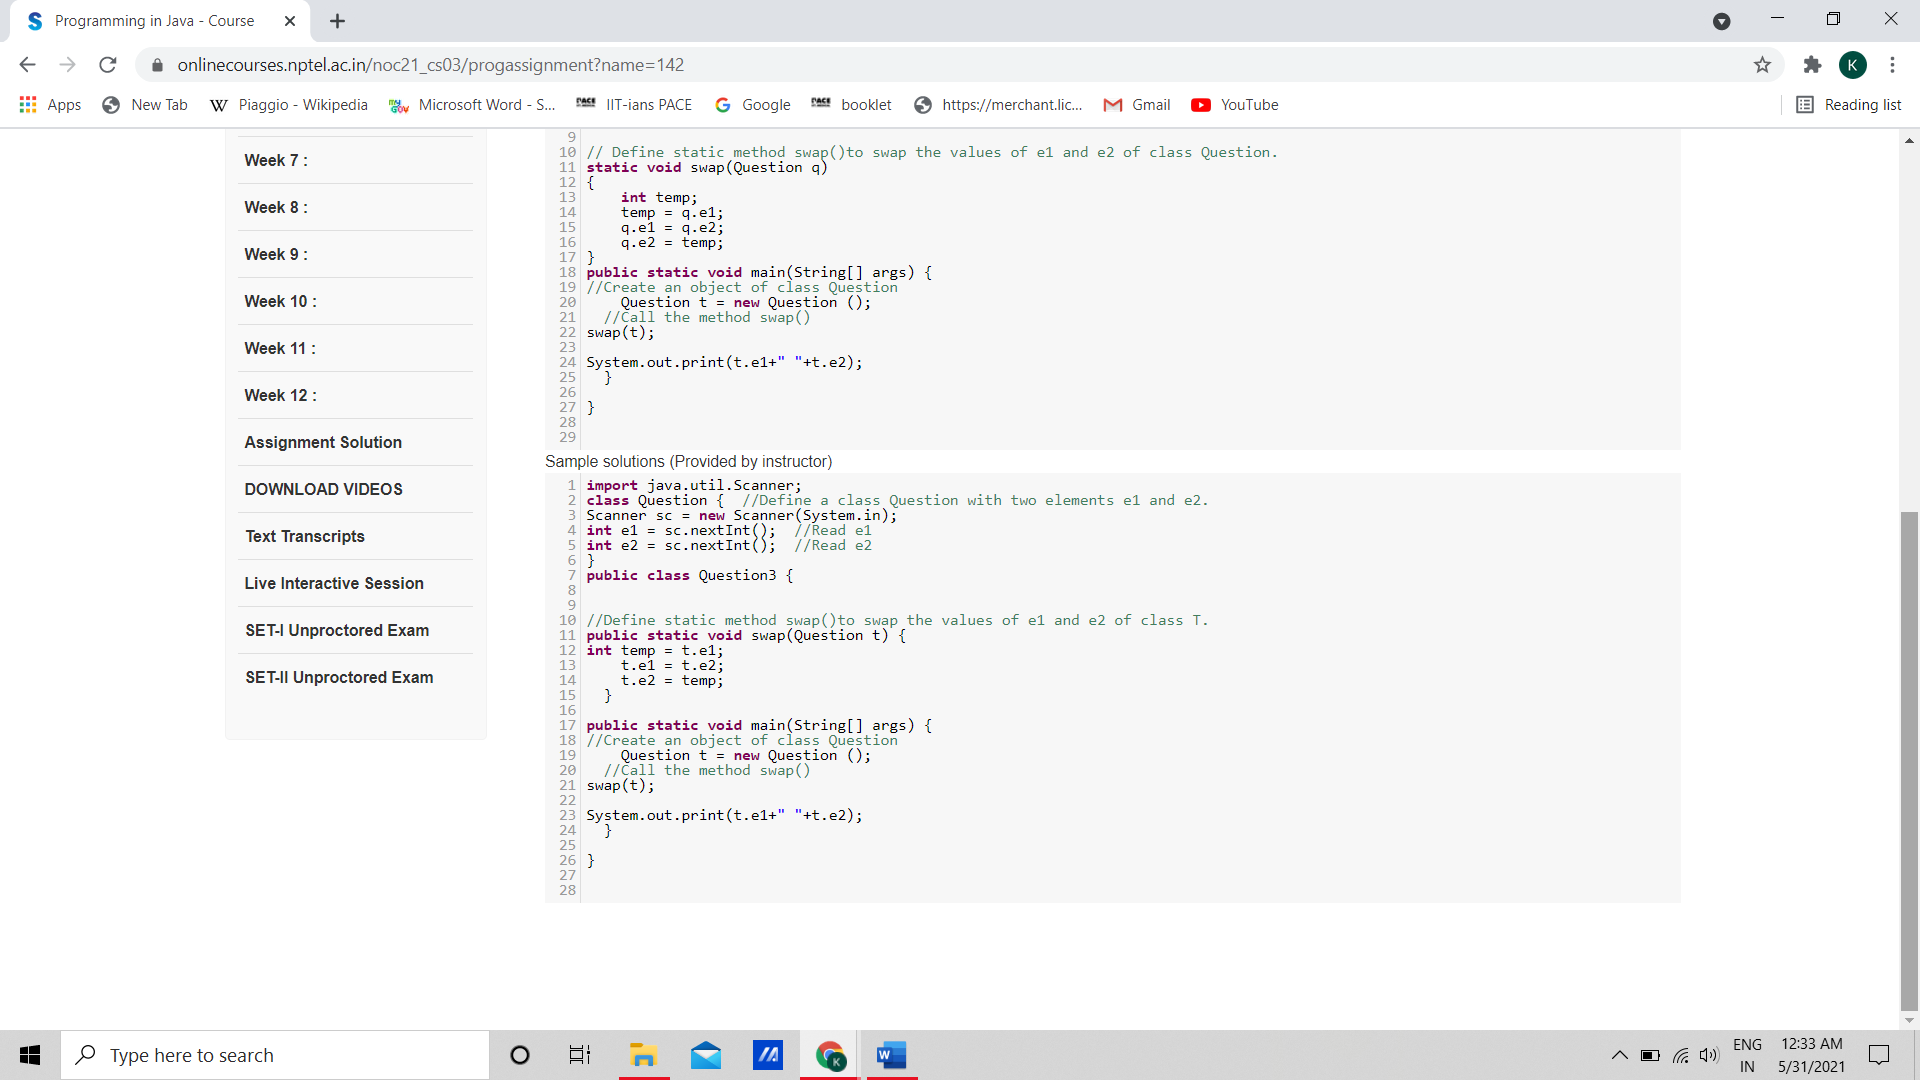 Programming in Java - Course
onlinecourses.nptel.ac.in/noc21_cs03/progassignment?name=142
K
Apps New Tab W Piaggio - Wikipedia Microsoft Word - S... PACE IIT-ians PACE Google PACE booklet https://merchant.lic... Gmail YouTube Reading list
Week 7 :
Week 8 :
Week 9 :
Week 10 :
Week 11 :
Week 12 :
Assignment Solution
DOWNLOAD VIDEOS
Text Transcripts
Live Interactive Session
SET-I Unproctored Exam
SET-II Unproctored Exam
9
10 // Define static method swap()to swap the values of e1 and e2 of class Question.
11 static void swap(Question q)
12 {
13     int temp;
14     temp = q.e1;
15     q.e1 = q.e2;
16     q.e2 = temp;
17 }
18 public static void main(String[] args) {
19 //Create an object of class Question
20     Question t = new Question ();
21   //Call the method swap()
22 swap(t);
23
24 System.out.print(t.e1+" "+t.e2);
25   }
26
27 }
28
29
Sample solutions (Provided by instructor)
1 import java.util.Scanner;
2 class Question {  //Define a class Question with two elements e1 and e2.
3 Scanner sc = new Scanner(System.in);
4 int e1 = sc.nextInt();  //Read e1
5 int e2 = sc.nextInt();  //Read e2
6 }
7 public class Question3 {
8
9
10 //Define static method swap()to swap the values of e1 and e2 of class T.
11 public static void swap(Question t) {
12 int temp = t.e1;
13     t.e1 = t.e2;
14     t.e2 = temp;
15   }
16
17 public static void main(String[] args) {
18 //Create an object of class Question
19     Question t = new Question ();
20   //Call the method swap()
21 swap(t);
22
23 System.out.print(t.e1+" "+t.e2);
24   }
25
26 }
27
28
Type here to search
K
W
ENG
IN
12:33 AM
5/31/2021